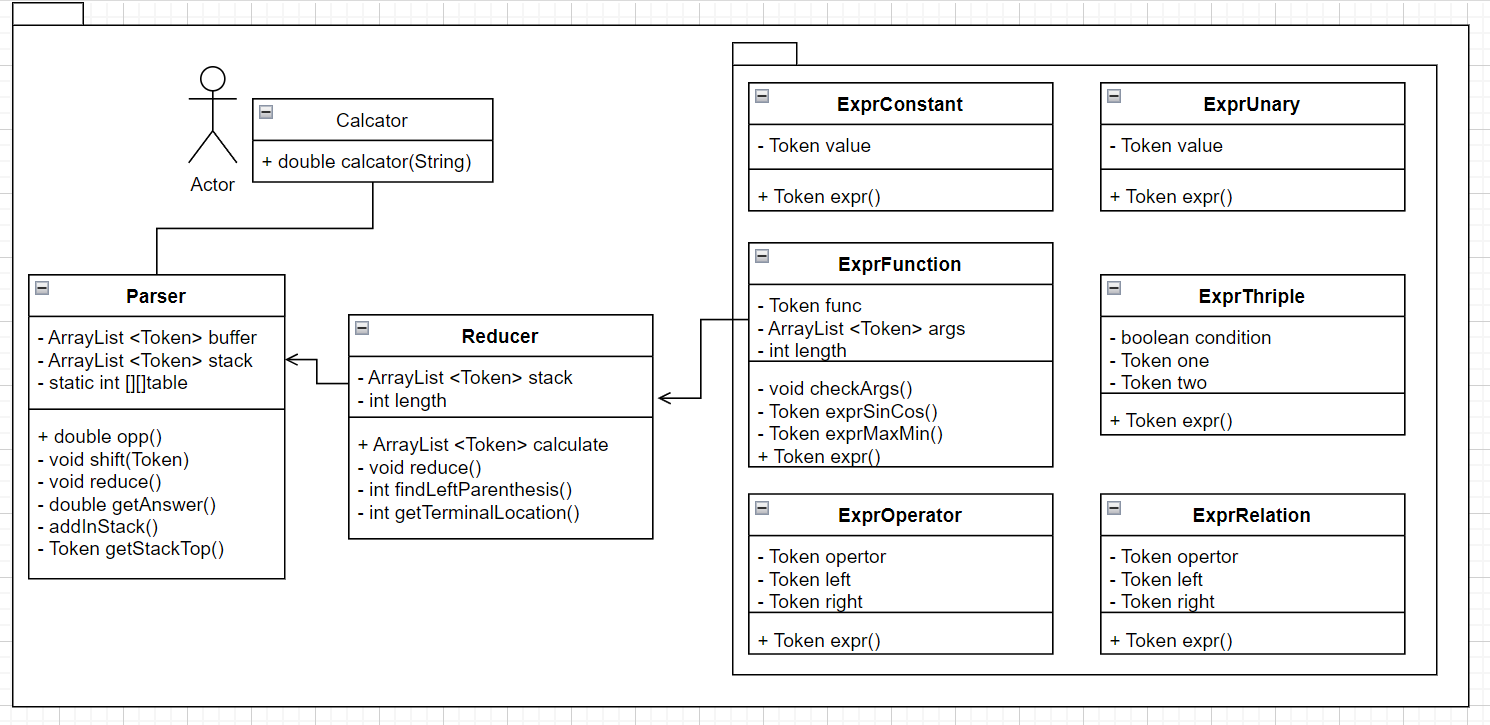 Actor
Calcator
+ double calcator(String)
Parser
- ArrayList <Token> buffer
- ArrayList <Token> stack
- static int [][]table
+ double opp()
- void shift(Token)
- void reduce()
- double getAnswer()
- addInStack()
- Token getStackTop()
Reducer
- ArrayList <Token> stack
- int length
+ ArrayList <Token> calculate
- void reduce()
- int findLeftParenthesis()
- int getTerminalLocation()
ExprConstant
- Token value
+ Token expr()
ExprUnary
- Token value
+ Token expr()
ExprFunction
- Token func
- ArrayList <Token> args
- int length
- void checkArgs()
- Token exprSinCos()
- Token exprMaxMin()
+ Token expr()
ExprThriple
- boolean condition
- Token one
- Token two
+ Token expr()
ExprOperator
- Token opertor
- Token left
- Token right
+ Token expr()
ExprRelation
- Token opertor
- Token left
- Token right
+ Token expr()